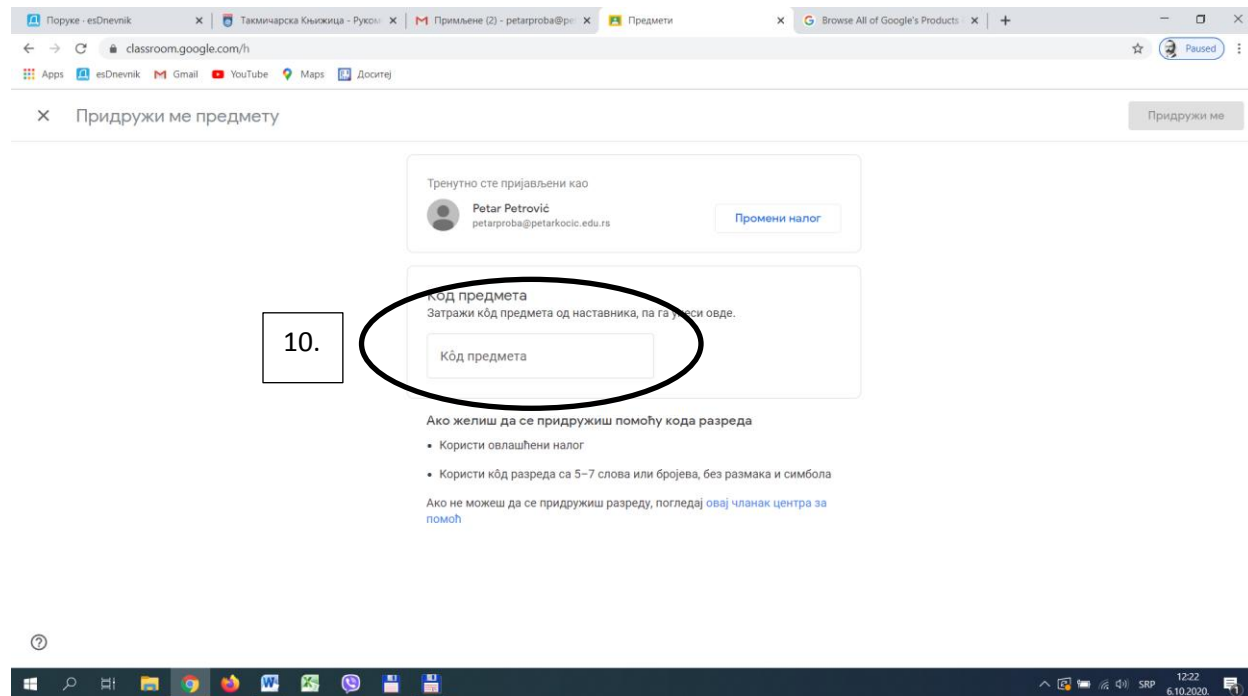 Поруке - esDnevnik
Такмичарска Књижица - Руком
Примљене (2) - petarproba@pe
Предмети
Browse All of Google's Products
classroom.google.com/h
Paused
Apps esDnevnik Gmail YouTube Maps Доситеј
Придружи ме предмету
Придружи ме
Тренутно сте пријављени као
Petar Petrović
petarproba@petarkocic.edu.rs
Промени налог
10.
Кôд предмета
Затражи кôд предмета од наставника, па га унеси овде.
Кôд предмета
Ако желиш да се придружиш помоћу кода разреда
• Користи овлашћени налог
• Користи кôд разреда са 5–7 слова или бројева, без размака и симбола
Ако не можеш да се придружиш разреду, погледај овај чланак центра за
помоћ
SRP
12:22
6.10.2020.